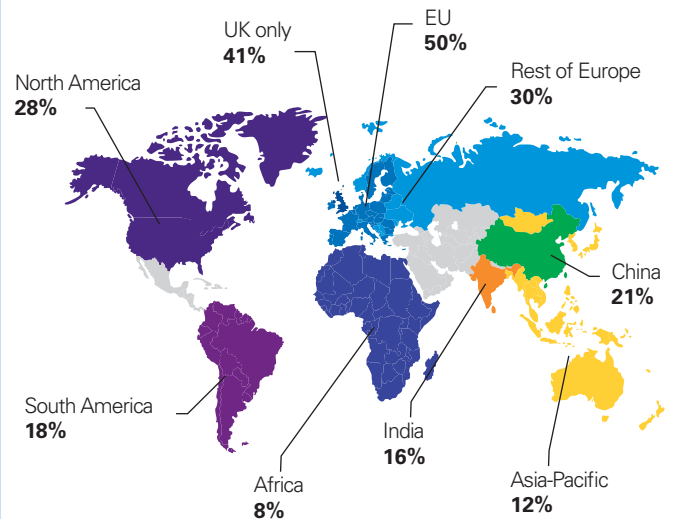 UK only
41%
EU
50%
North America
28%
Rest of Europe
30%
China
21%
South America
18%
India
16%
Africa
8%
Asia-Pacific
12%